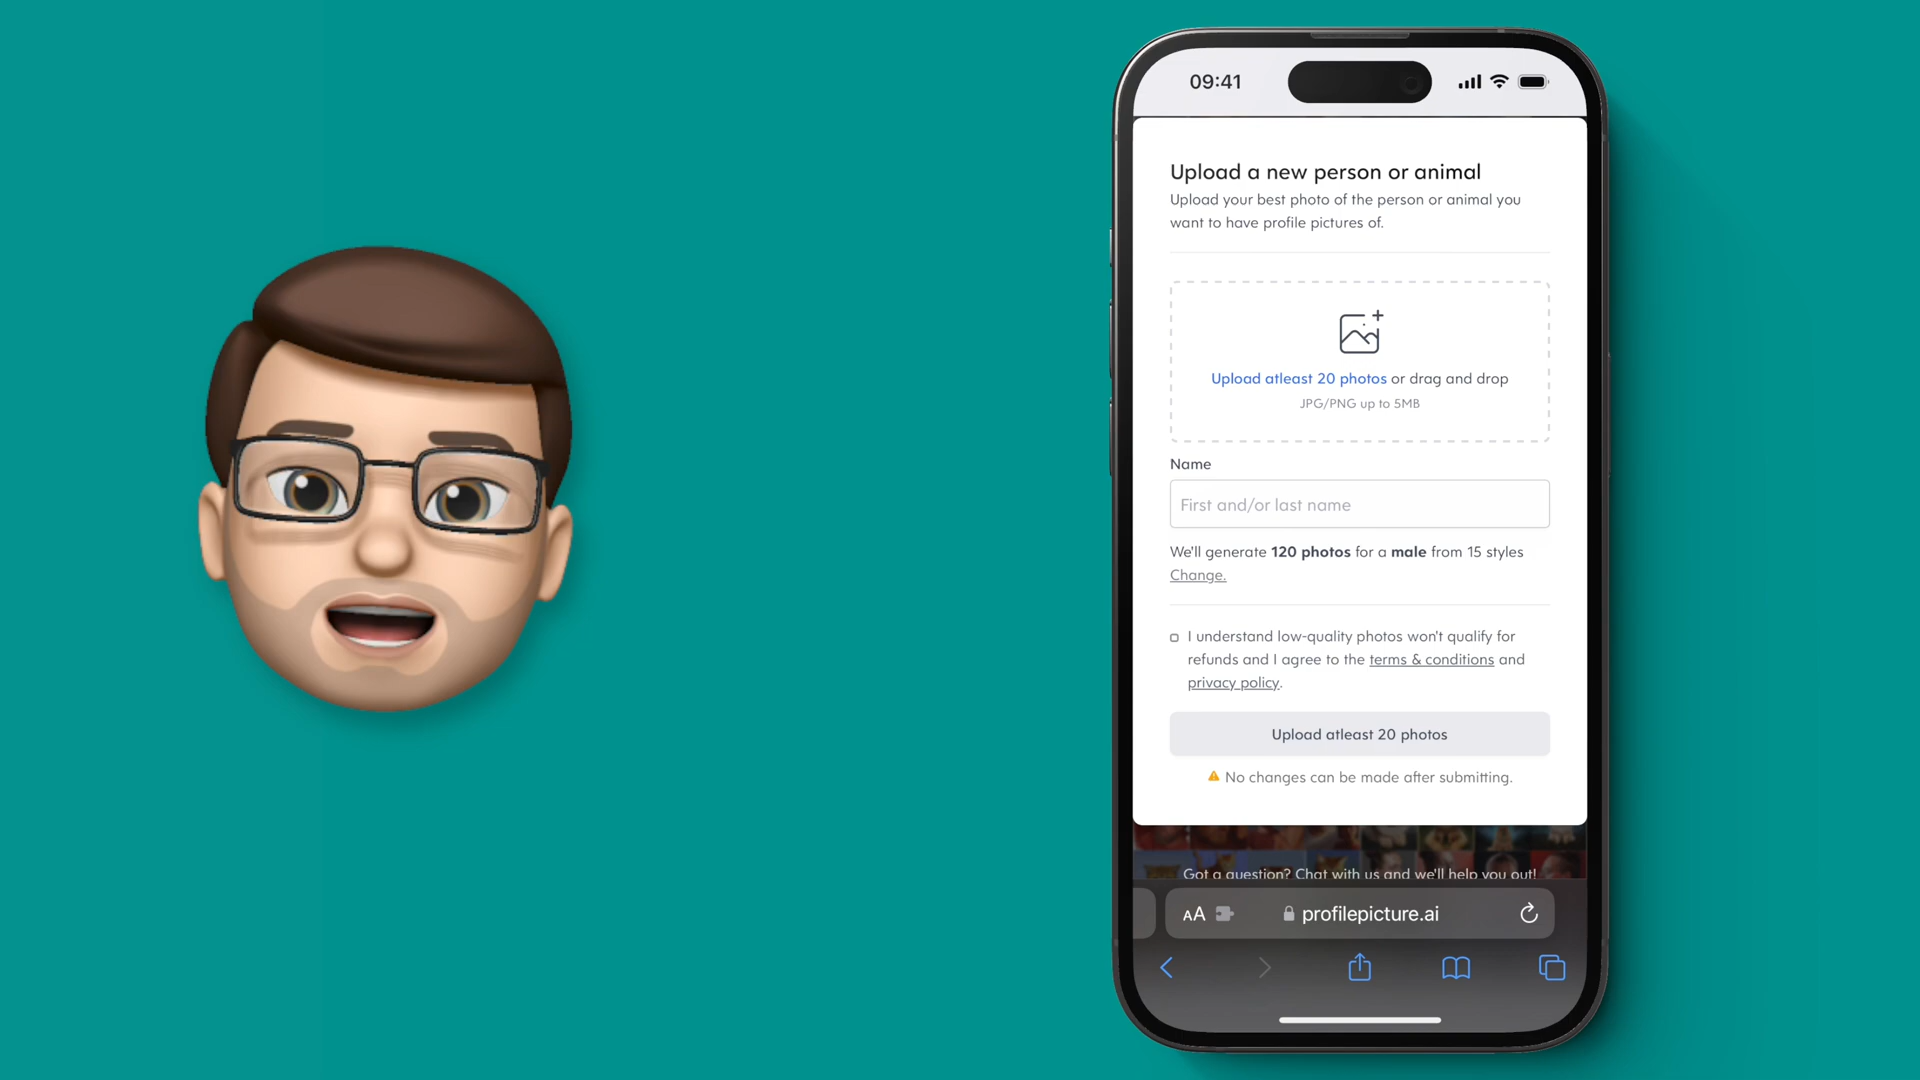 09:41
Upload a new person or animal
Upload your best photo of the person or animal you
want to have profile pictures of.
Upload atleast 20 photos or drag and drop
JPG/PNG up to 5MB
Name
First and/or last name
We'll generate 120 photos for a male from 15 styles
Change.
I understand low-quality photos won't qualify for
refunds and I agree to the terms & conditions and
privacy policy.
Upload atleast 20 photos
No changes can be made after submitting.
Got a question? Chat with us and we'll help you out!
AA profilepicture.ai